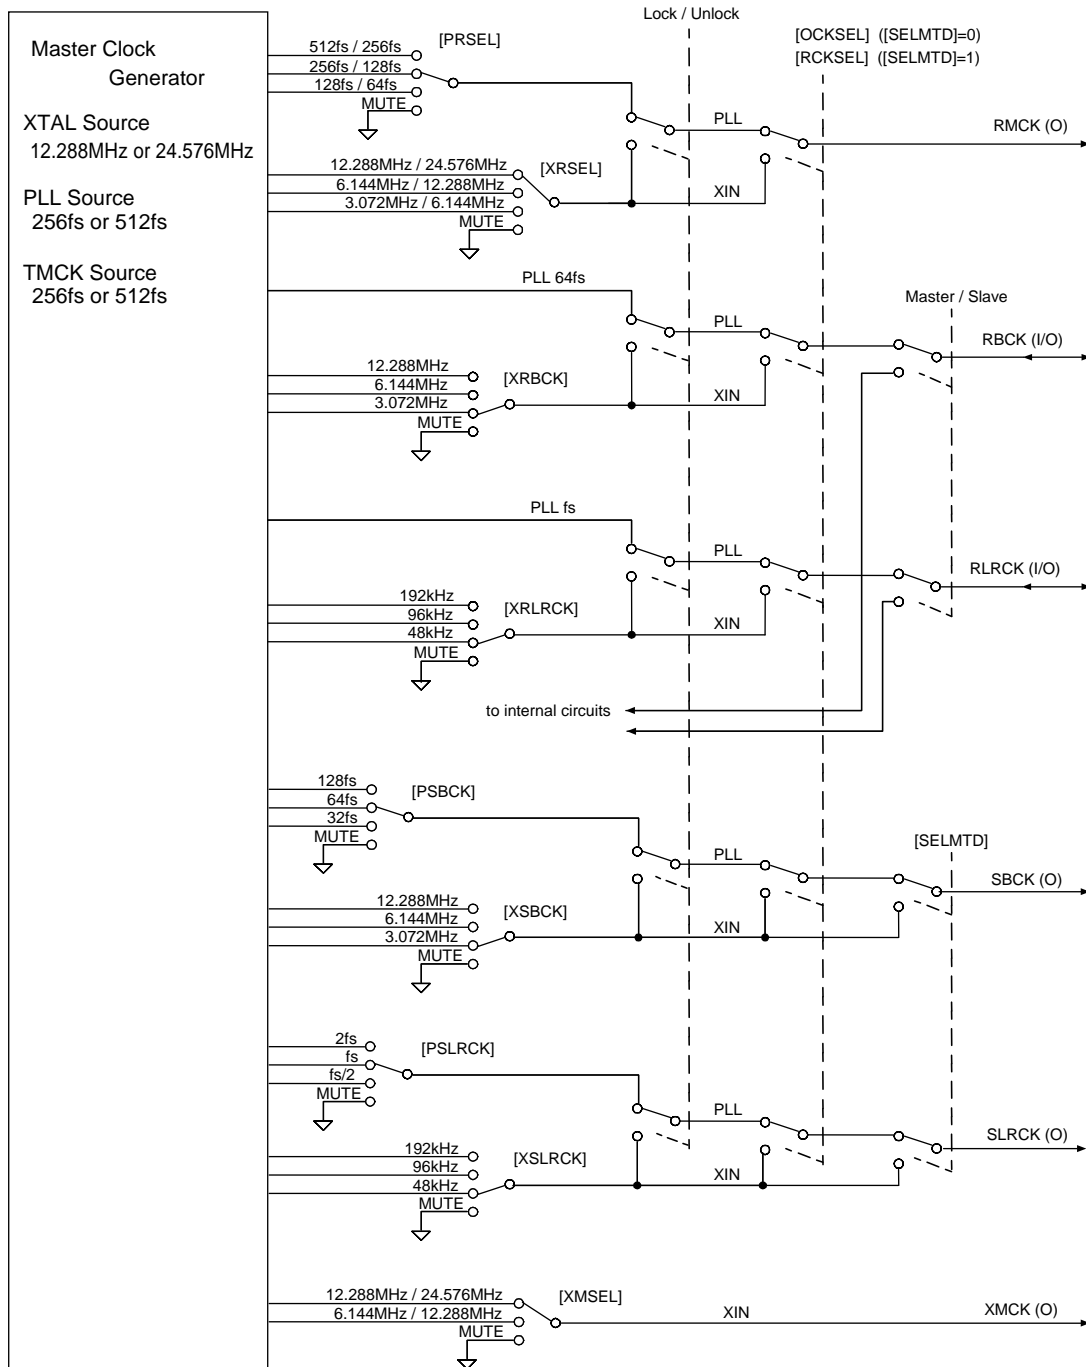 Lock / Unlock
Master Clock
Generator
XTAL Source
12.288MHz or 24.576MHz
PLL Source
256fs or 512fs
TMCK Source
256fs or 512fs
512fs / 256fs
256fs / 128fs
128fs / 64fs
MUTE
[PRSEL]
[OCKSEL] ([SELMTD]=0)
[RCKSEL] ([SELMTD]=1)
PLL
RMCK (O)
12.288MHz / 24.576MHz
6.144MHz / 12.288MHz
3.072MHz / 6.144MHz
MUTE
[XRSEL]
XIN
PLL 64fs
Master / Slave
PLL
RBCK (I/O)
12.288MHz
6.144MHz
3.072MHz
MUTE
[XRBCK]
XIN
PLL fs
PLL
RLRCK (I/O)
192kHz
96kHz
48kHz
MUTE
[XRLRCK]
XIN
to internal circuits
128fs
64fs
32fs
MUTE
[PSBCK]
[SELMTD]
PLL
SBCK (O)
12.288MHz
6.144MHz
3.072MHz
MUTE
[XSBCK]
XIN
2fs
fs
fs/2
MUTE
[PSLRCK]
PLL
SLRCK (O)
192kHz
96kHz
48kHz
MUTE
[XSLRCK]
XIN
12.288MHz / 24.576MHz
6.144MHz / 12.288MHz
MUTE
[XMSEL]
XIN
XMCK (O)